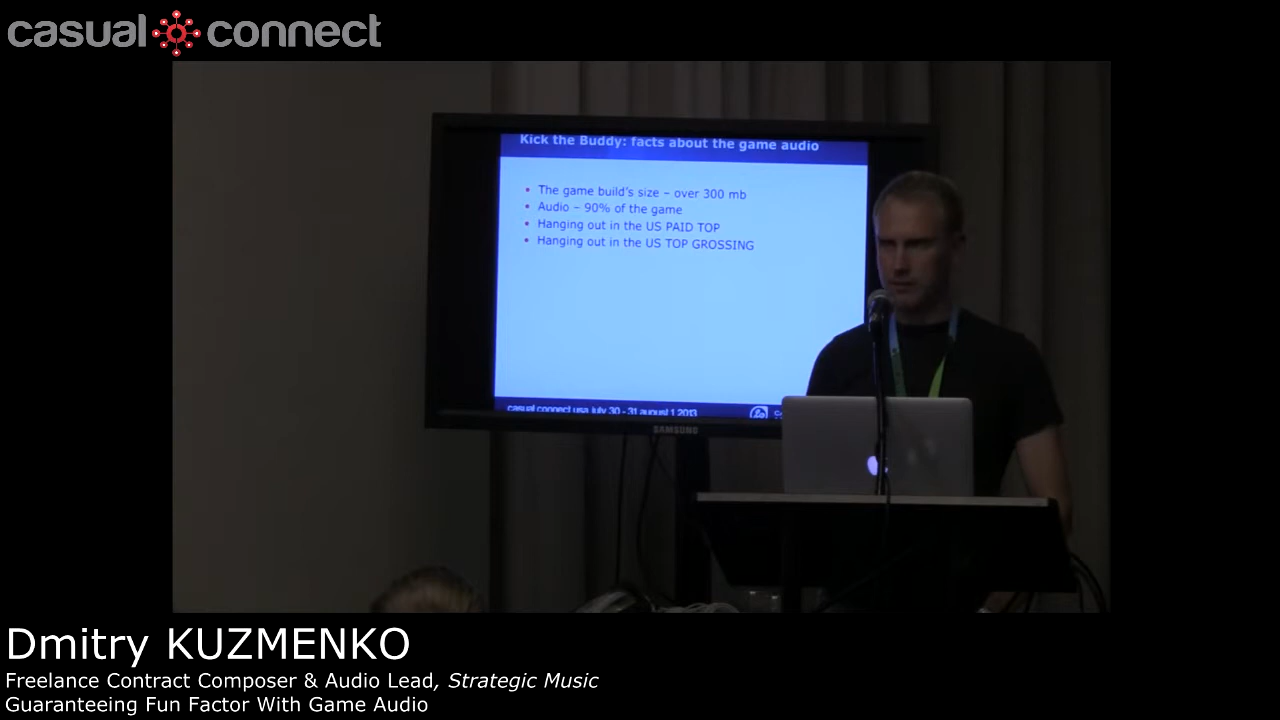 casual connect
Kick the Buddy: facts about the game audio
• The game build's size – over 300 mb
• Audio – 90% of the game
• Hanging out in the US PAID TOP
• Hanging out in the US TOP GROSSING
casual connect usa july 30 - 31 august 1 2013
SAMSUNG
Dmitry KUZMENKO
Freelance Contract Composer & Audio Lead, Strategic Music
Guaranteeing Fun Factor With Game Audio